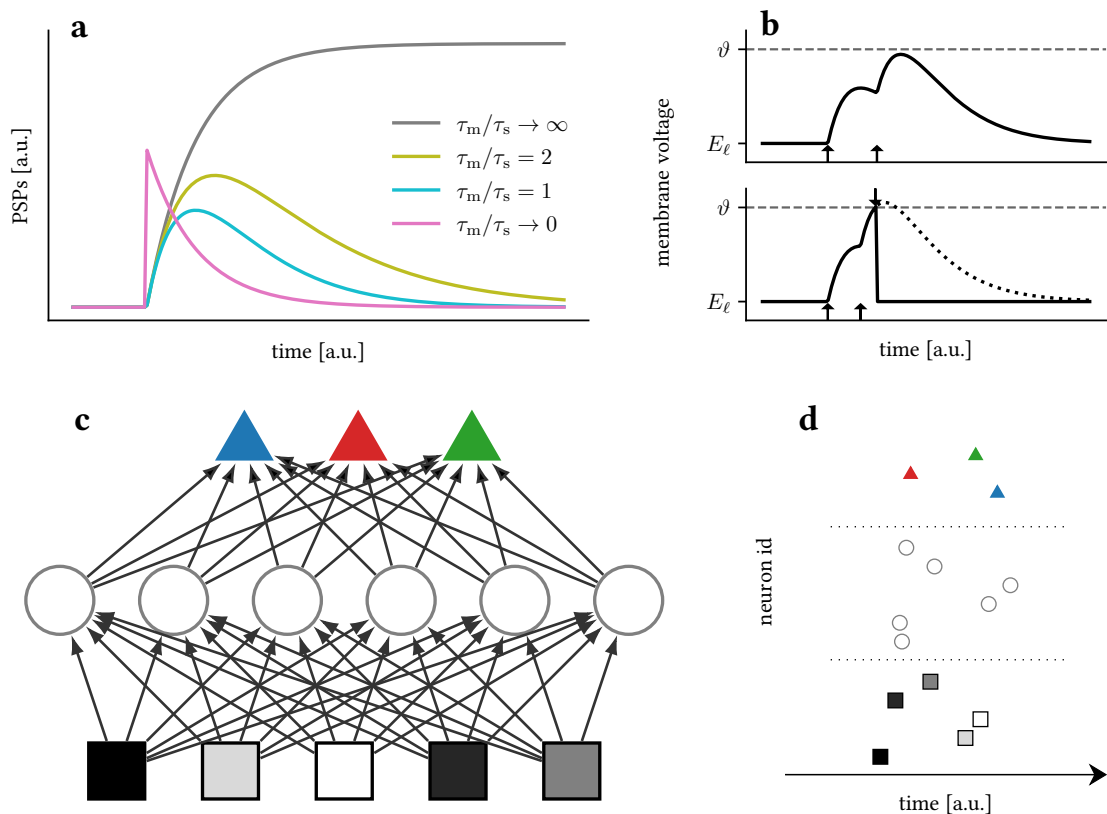 a
PSPs [a.u.]
τm/τs → ∞
τm/τs = 2
τm/τs = 1
τm/τs → 0
time [a.u.]
b
membrane voltage
ϑ
Eℓ
ϑ
Eℓ
time [a.u.]
c
d
neuron id
time [a.u.]